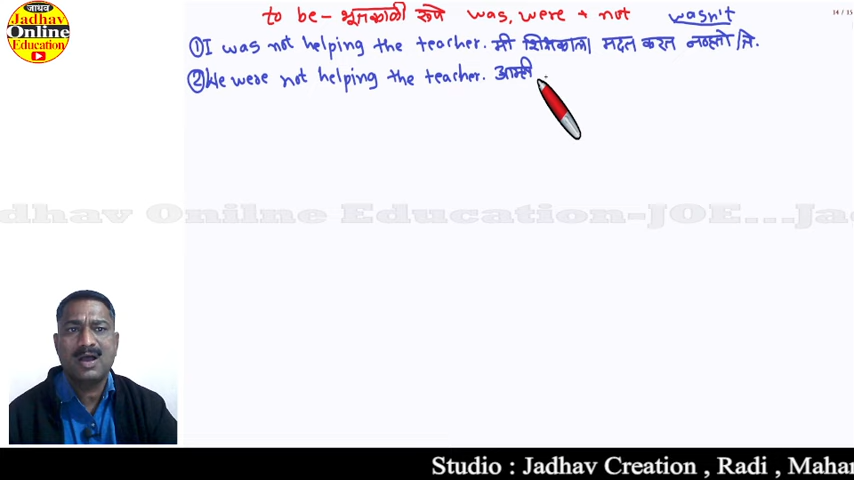 जाधव
Jadhav
Online
Education
to be - भूतकाळी रूपे was, were + not wasn't
14 / 15
① I was not helping the teacher. मी शिक्षकाला मदत करत नव्हतो/ते.
② We were not helping the teacher. आम्ही
adhav Onilne Education-JOE...Ja
Studio : Jadhav Creation , Radi , Mahar